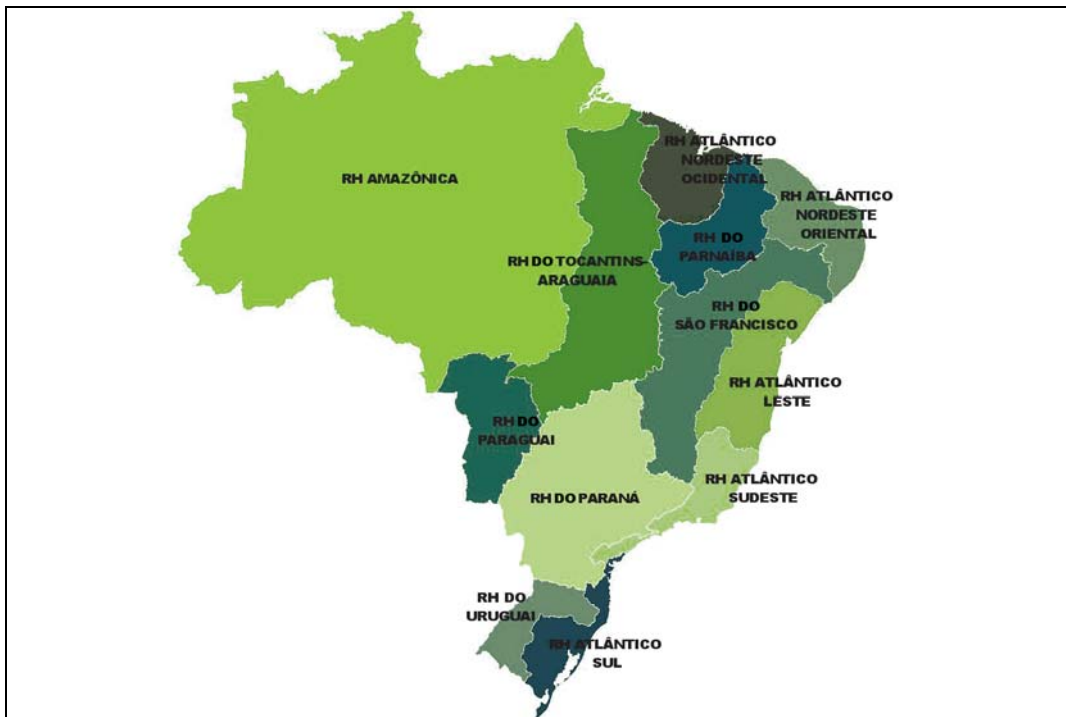 RH ATLÂNTICO
NORDESTE
OCIDENTAL
RH AMAZÔNICA
RH ATLÂNTICO
NORDESTE
ORIENTAL
RH DO
PARNAÍBA
RH DO TOCANTINS-
ARAGUAIA
RH DO
SÃO FRANCISCO
RH ATLÂNTICO
LESTE
RH DO
PARAGUAI
RH ATLÂNTICO
SUDESTE
RH DO PARANÁ
RH DO
URUGUAI
RH ATLÂNTICO
SUL